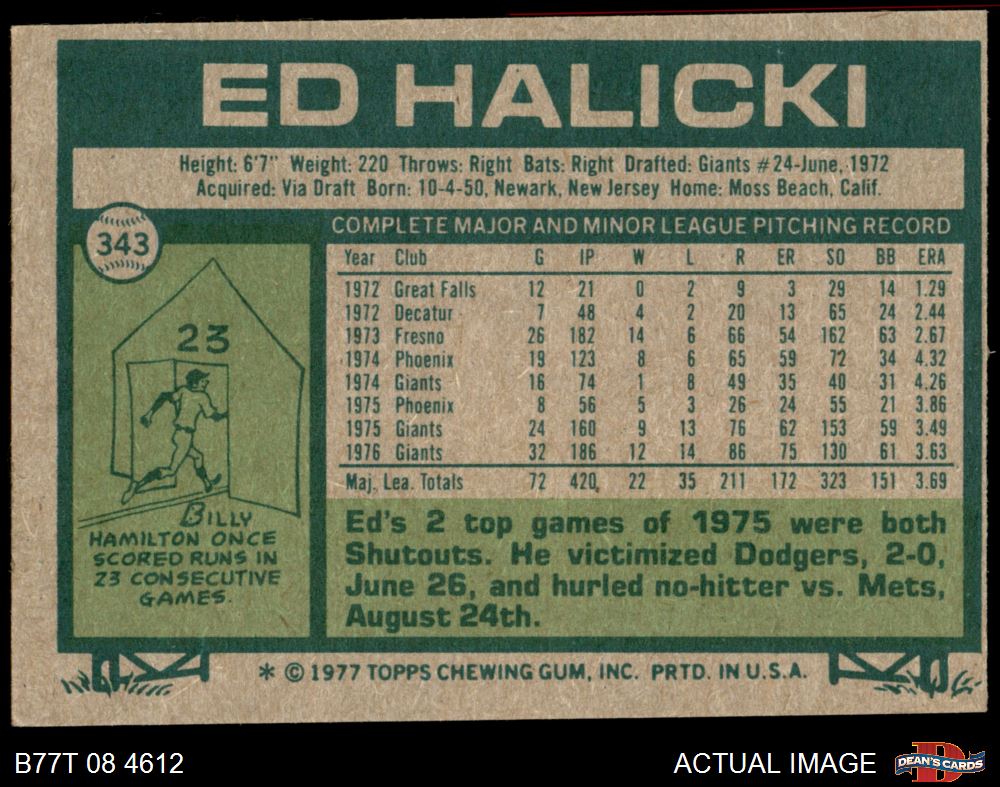 ED HALICKI
Height: 6'7" Weight: 220 Throws: Right Bats: Right Drafted: Giants #24-June, 1972
Acquired: Via Draft Born: 10-4-50, Newark, New Jersey Home: Moss Beach, Calif.
343
COMPLETE MAJOR AND MINOR LEAGUE PITCHING RECORD
Year Club G IP W L R ER SO BB ERA
1972 Great Falls 12 21 0 2 9 3 29 14 1.29
1972 Decatur 7 48 4 2 20 13 65 24 2.44
1973 Fresno 26 182 14 6 66 54 162 63 2.67
1974 Phoenix 19 123 8 6 65 59 72 34 4.32
1974 Giants 16 74 1 8 49 35 40 31 4.26
1975 Phoenix 8 56 5 3 26 24 55 21 3.86
1975 Giants 24 160 9 13 76 62 153 59 3.49
1976 Giants 32 186 12 14 86 75 130 61 3.63
Maj. Lea. Totals 72 420 22 35 211 172 323 151 3.69
23
BILLY
HAMILTON ONCE
SCORED RUNS IN
23 CONSECUTIVE
GAMES.
Ed's 2 top games of 1975 were both
Shutouts. He victimized Dodgers, 2-0,
June 26, and hurled no-hitter vs. Mets,
August 24th.
* © 1977 TOPPS CHEWING GUM, INC. PRTD. IN U.S.A.
B77T 08 4612
ACTUAL IMAGE
DEAN'S CARDS